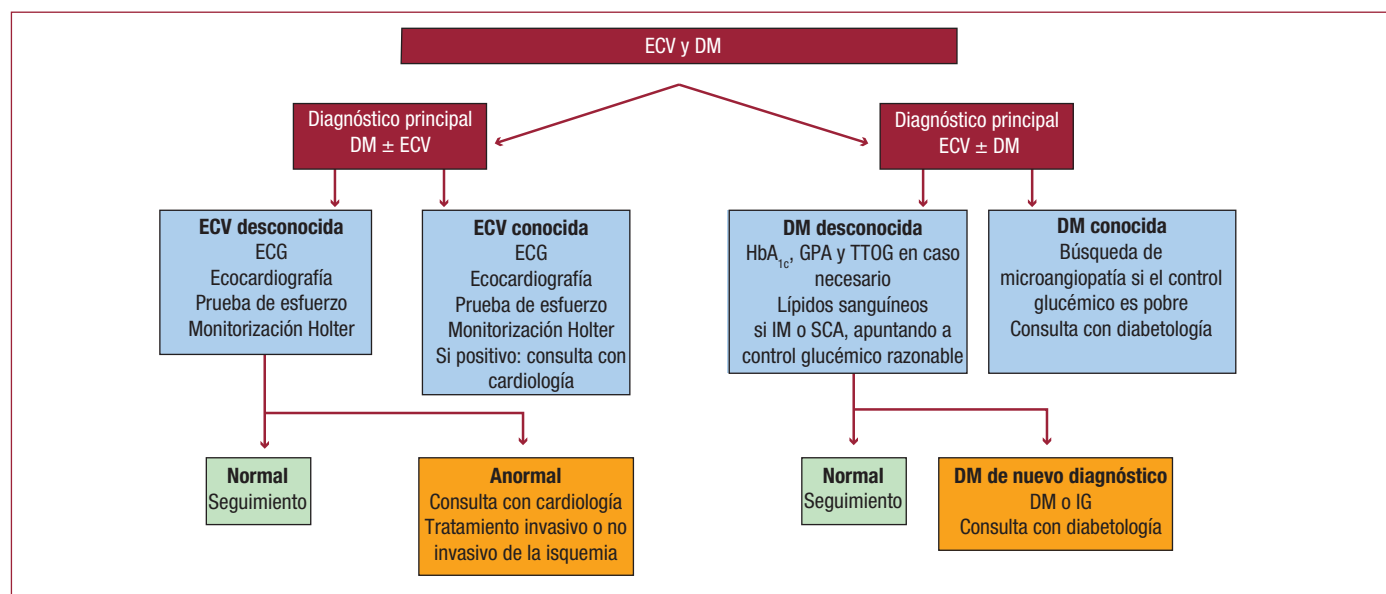 ECV y DM
Diagnóstico principal
DM ± ECV
Diagnóstico principal
ECV ± DM
ECV desconocida
ECG
Ecocardiografía
Prueba de esfuerzo
Monitorización Holter
ECV conocida
ECG
Ecocardiografía
Prueba de esfuerzo
Monitorización Holter
Si positivo: consulta con
cardiología
DM desconocida
HbA1c, GPA y TTOG en caso
necesario
Lípidos sanguíneos
si IM o SCA, apuntando a
control glucémico razonable
DM conocida
Búsqueda de
microangiopatía si el control
glucémico es pobre
Consulta con diabetología
Normal
Seguimiento
Anormal
Consulta con cardiología
Tratamiento invasivo o no
invasivo de la isquemia
Normal
Seguimiento
DM de nuevo diagnóstico
DM o IG
Consulta con diabetología